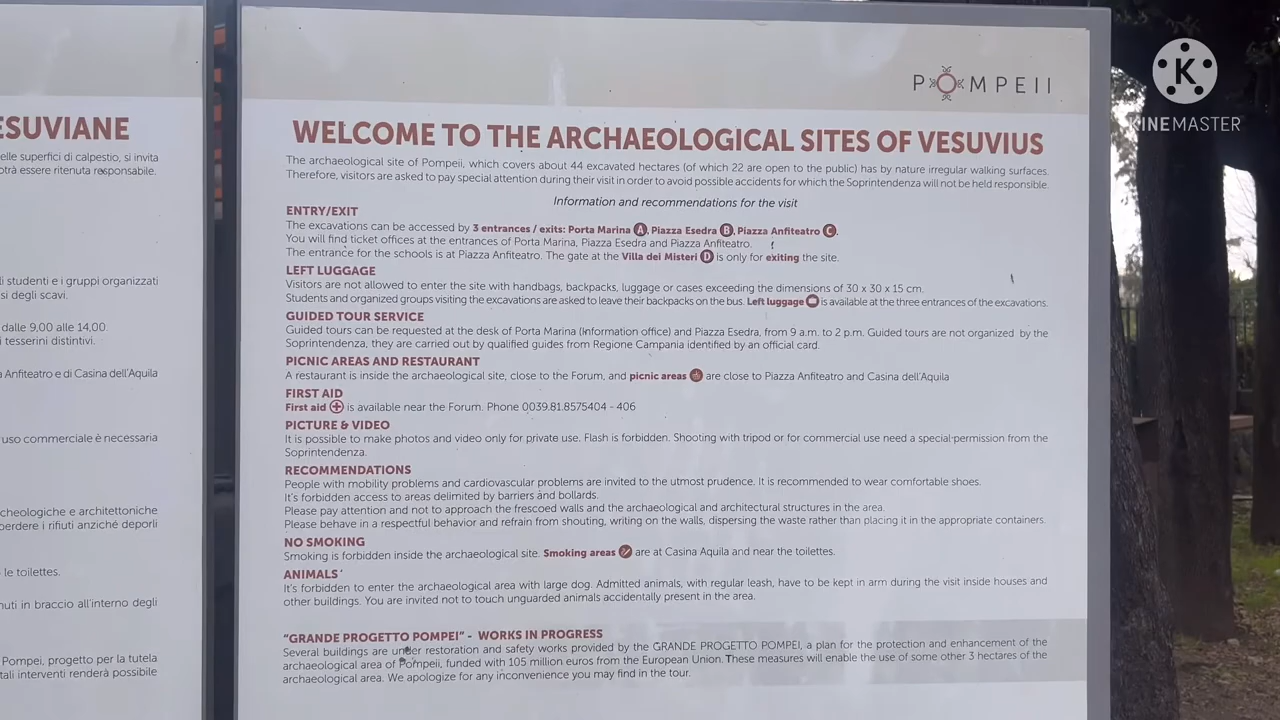 ESUVIANE
elle superfici di calpestio, si invita
otrà essere ritenuta responsabile.
li studenti e i gruppi organizzati
si degli scavi.
dalle 9,00 alle 14,00.
i tesserini distintivi.
a Anfiteatro e di Casina dell'Aquila
uso commerciale è necessaria
cheologiche e architettoniche
perdere i rifiuti anziché deporli
le toilettes.
nuti in braccio all'interno degli
Pompei, progetto per la tutela
tali interventi renderà possibile
POMPEII
WELCOME TO THE ARCHAEOLOGICAL SITES OF VESUVIUS
The archaeological site of Pompeii, which covers about 44 excavated hectares (of which 22 are open to the public) has by nature irregular walking surfaces.
Therefore, visitors are asked to pay special attention during their visit in order to avoid possible accidents for which the Soprintendenza will not be held responsible.
Information and recommendations for the visit
ENTRY/EXIT
The excavations can be accessed by 3 entrances / exits: Porta Marina A, Piazza Esedra B, Piazza Anfiteatro C.
You will find ticket offices at the entrances of Porta Marina, Piazza Esedra and Piazza Anfiteatro.
The entrance for the schools is at Piazza Anfiteatro. The gate at the Villa dei Misteri D is only for exiting the site.
LEFT LUGGAGE
Visitors are not allowed to enter the site with handbags, backpacks, luggage or cases exceeding the dimensions of 30 x 30 x 15 cm.
Students and organized groups visiting the excavations are asked to leave their backpacks on the bus. Left luggage is available at the three entrances of the excavations.
GUIDED TOUR SERVICE
Guided tours can be requested at the desk of Porta Marina (Information office) and Piazza Esedra, from 9 a.m. to 2 p.m. Guided tours are not organized by the
Soprintendenza, they are carried out by qualified guides from Regione Campania identified by an official card.
PICNIC AREAS AND RESTAURANT
A restaurant is inside the archaeological site, close to the Forum, and picnic areas are close to Piazza Anfiteatro and Casina dell'Aquila
FIRST AID
First aid is available near the Forum. Phone 0039.81.8575404 - 406
PICTURE & VIDEO
It is possible to make photos and video only for private use. Flash is forbidden. Shooting with tripod or for commercial use need a special permission from the
Soprintendenza.
RECOMMENDATIONS
People with mobility problems and cardiovascular problems are invited to the utmost prudence. It is recommended to wear comfortable shoes.
It's forbidden access to areas delimited by barriers and bollards.
Please pay attention and not to approach the frescoed walls and the archaeological and architectural structures in the area.
Please behave in a respectful behavior and refrain from shouting, writing on the walls, dispersing the waste rather than placing it in the appropriate containers.
NO SMOKING
Smoking is forbidden inside the archaeological site. Smoking areas are at Casina Aquila and near the toilettes.
ANIMALS
It's forbidden to enter the archaeological area with large dog. Admitted animals, with regular leash, have to be kept in arm during the visit inside houses and
other buildings. You are invited not to touch unguarded animals accidentally present in the area.
"GRANDE PROGETTO POMPEI" - WORKS IN PROGRESS
Several buildings are under restoration and safety works provided by the GRANDE PROGETTO POMPEI, a plan for the protection and enhancement of the
archaeological area of Pompeii, funded with 105 million euros from the European Union. These measures will enable the use of some other 3 hectares of the
archaeological area. We apologize for any inconvenience you may find in the tour.
K
KINEMASTER